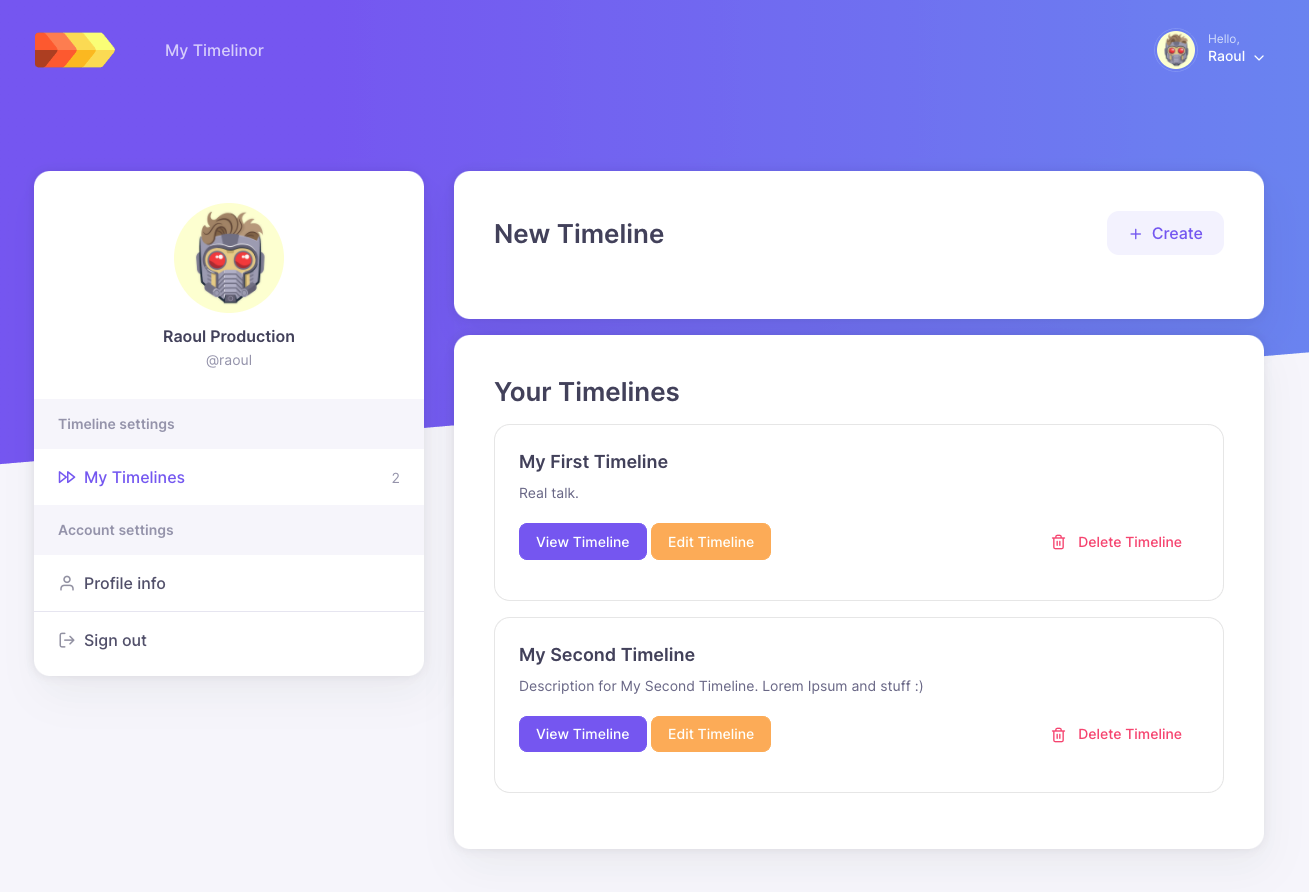 My Timelinor
Hello,
Raoul
Raoul Production
@raoul
Timeline settings
My Timelines 2
Account settings
Profile info
Sign out
New Timeline
+ Create
Your Timelines
My First Timeline
Real talk.
View Timeline Edit Timeline Delete Timeline
My Second Timeline
Description for My Second Timeline. Lorem Ipsum and stuff :)
View Timeline Edit Timeline Delete Timeline